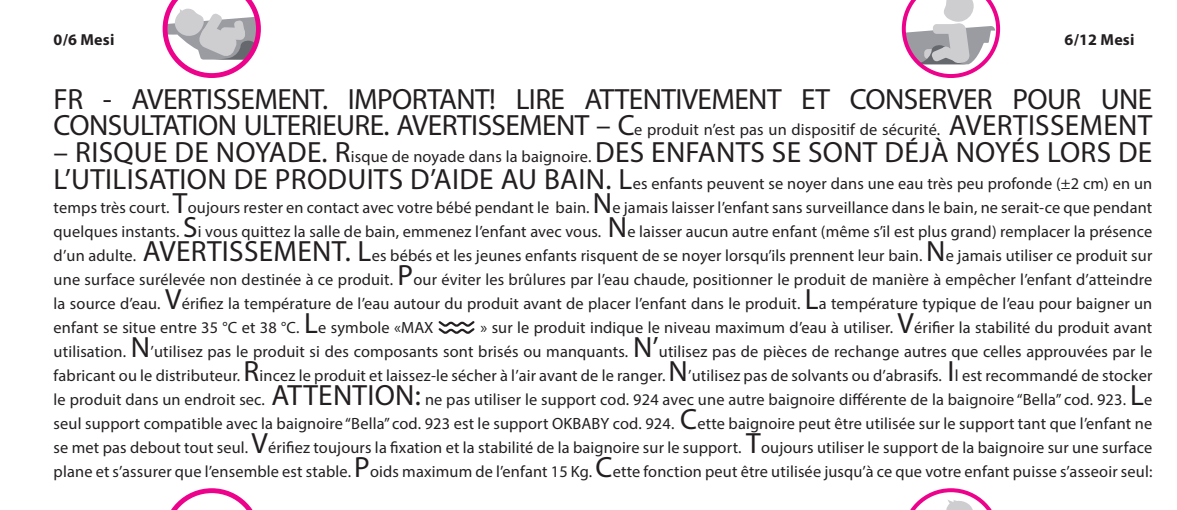 0/6 Mesi
6/12 Mesi
FR - AVERTISSEMENT. IMPORTANT! LIRE ATTENTIVEMENT ET CONSERVER POUR UNE
CONSULTATION ULTERIEURE. AVERTISSEMENT – Ce produit n’est pas un dispositif de sécurité. AVERTISSEMENT
– RISQUE DE NOYADE. Risque de noyade dans la baignoire. DES ENFANTS SE SONT DÉJÀ NOYÉS LORS DE
L’UTILISATION DE PRODUITS D’AIDE AU BAIN. Les enfants peuvent se noyer dans une eau très peu profonde (±2 cm) en un
temps très court. Toujours rester en contact avec votre bébé pendant le bain. Ne jamais laisser l’enfant sans surveillance dans le bain, ne serait-ce que pendant
quelques instants. Si vous quittez la salle de bain, emmenez l’enfant avec vous. Ne laisser aucun autre enfant (même s’il est plus grand) remplacer la présence
d’un adulte. AVERTISSEMENT. Les bébés et les jeunes enfants risquent de se noyer lorsqu’ils prennent leur bain. Ne jamais utiliser ce produit sur
une surface surélevée non destinée à ce produit. Pour éviter les brûlures par l’eau chaude, positionner le produit de manière à empêcher l’enfant d’atteindre
la source d’eau. Vérifiez la température de l’eau autour du produit avant de placer l’enfant dans le produit. La température typique de l’eau pour baigner un
enfant se situe entre 35 °C et 38 °C. Le symbole «MAX » sur le produit indique le niveau maximum d’eau à utiliser. Vérifier la stabilité du produit avant
utilisation. N’utilisez pas le produit si des composants sont brisés ou manquants. N’utilisez pas de pièces de rechange autres que celles approuvées par le
fabricant ou le distributeur. Rincez le produit et laissez-le sécher à l’air avant de le ranger. N’utilisez pas de solvants ou d’abrasifs. Il est recommandé de stocker
le produit dans un endroit sec. ATTENTION: ne pas utiliser le support cod. 924 avec une autre baignoire différente de la baignoire “Bella” cod. 923. Le
seul support compatible avec la baignoire “Bella” cod. 923 est le support OKBABY cod. 924. Cette baignoire peut être utilisée sur le support tant que l’enfant ne
se met pas debout tout seul. Vérifiez toujours la fixation et la stabilité de la baignoire sur le support. Toujours utiliser le support de la baignoire sur une surface
plane et s’assurer que l’ensemble est stable. Poids maximum de l’enfant 15 Kg. Cette fonction peut être utilisée jusqu’à ce que votre enfant puisse s’asseoir seul: